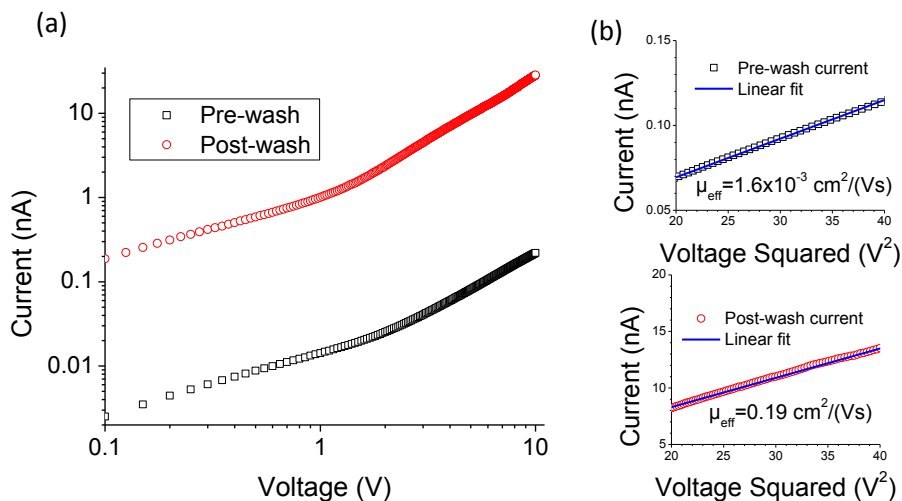 (a)
Current (nA)
10
1
0.1
0.01
Pre-wash
Post-wash
0.1
1
10
Voltage (V)
(b)
Current (nA)
0.15
0.10
0.05
Pre-wash current
Linear fit
μeff=1.6x10⁻³ cm²/(Vs)
20 25 30 35 40
Voltage Squared (V²)
Current (nA)
20
15
10
5
Post-wash current
Linear fit
μeff=0.19 cm²/(Vs)
20 25 30 35 40
Voltage Squared (V²)